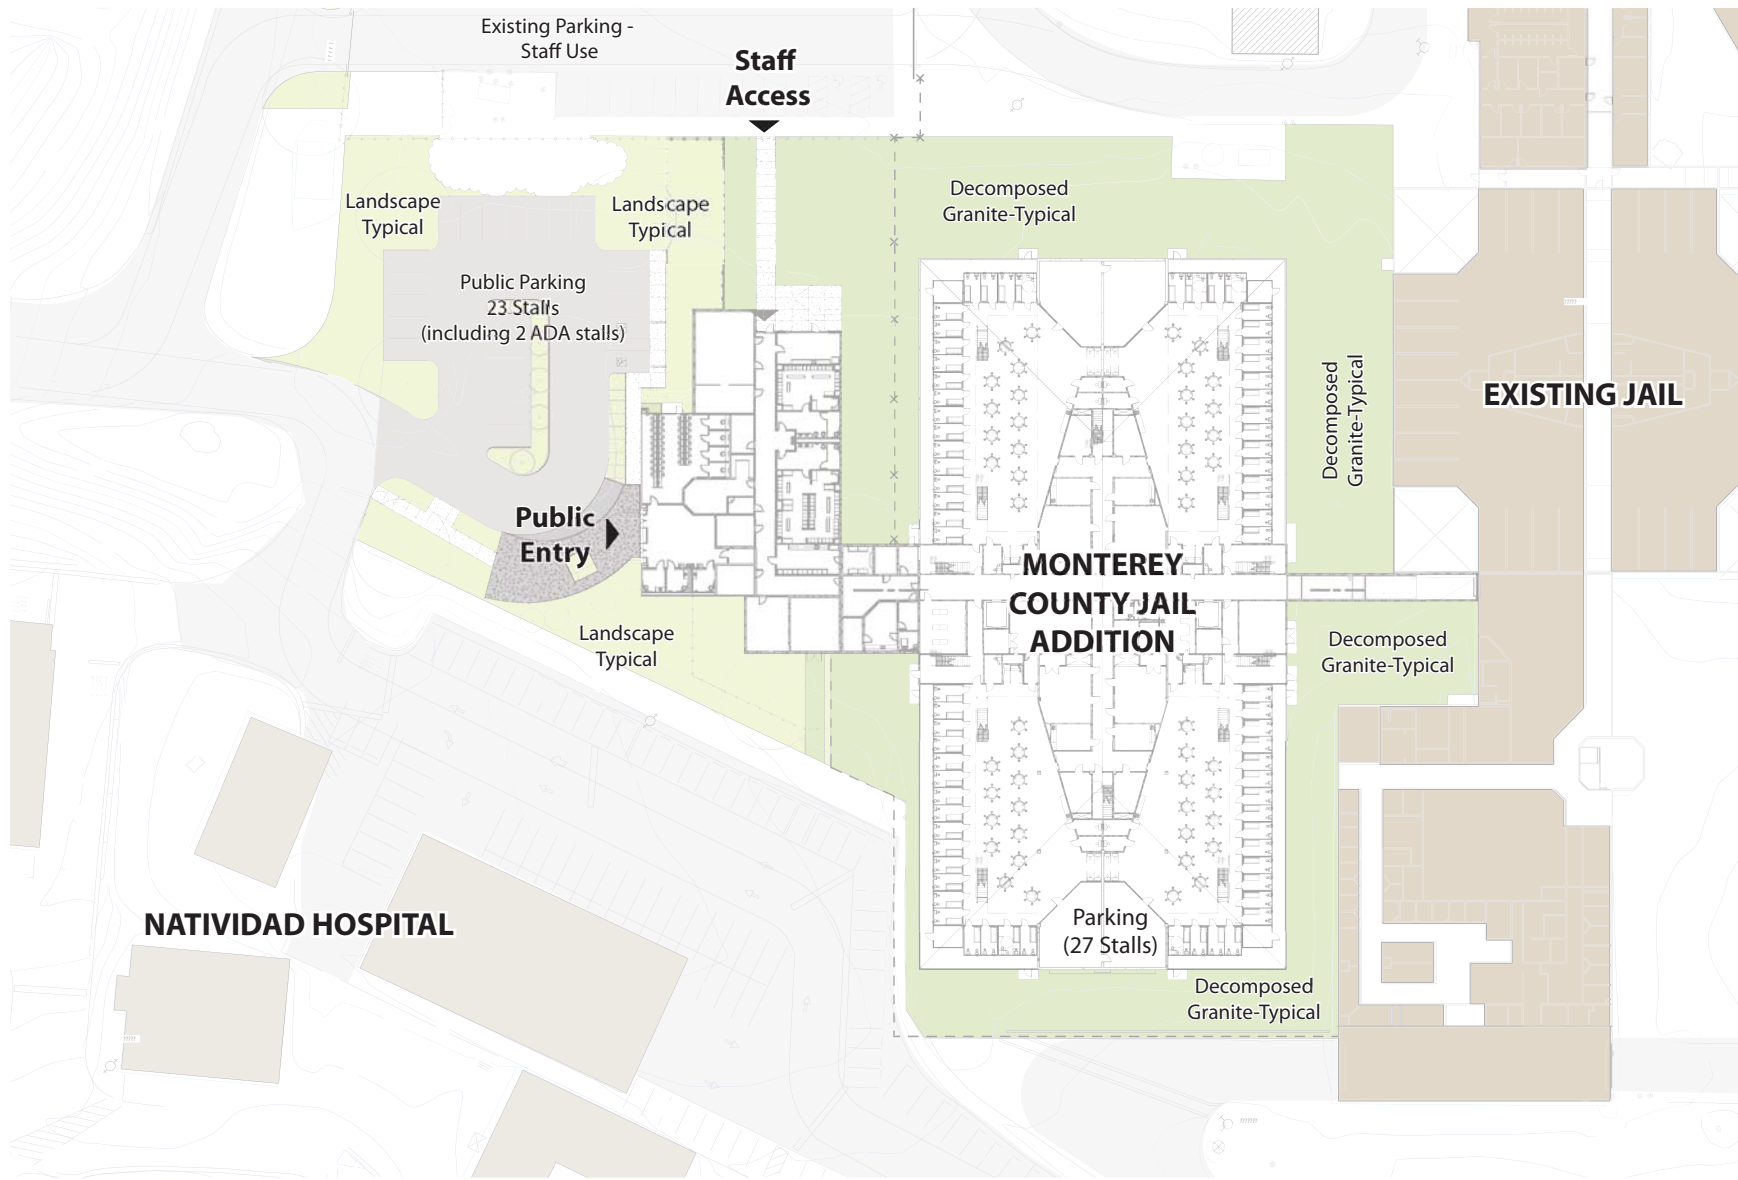 Existing Parking -
Staff Use
Staff
Access
Landscape
Typical
Landscape
Typical
Decomposed
Granite-Typical
Public Parking
23 Stalls
(including 2 ADA stalls)
Decomposed
Granite-Typical
EXISTING JAIL
Public
Entry
MONTEREY
COUNTY JAIL
ADDITION
Landscape
Typical
Decomposed
Granite-Typical
NATIVIDAD HOSPITAL
Parking
(27 Stalls)
Decomposed
Granite-Typical